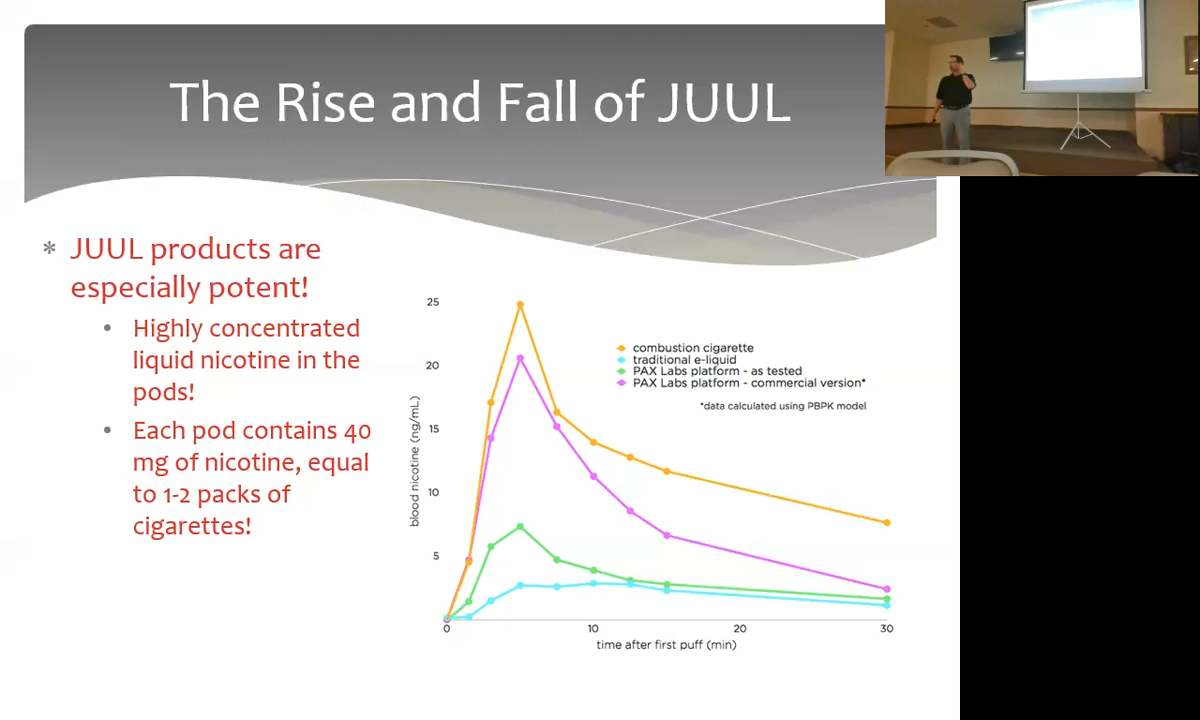 The Rise and Fall of JUUL
* JUUL products are
especially potent!
• Highly concentrated
liquid nicotine in the
pods!
• Each pod contains 40
mg of nicotine, equal
to 1-2 packs of
cigarettes!
25
20
15
10
5
blood nicotine (ng/mL)
combustion cigarette
traditional e-liquid
PAX Labs platform - as tested
PAX Labs platform - commercial version*
*data calculated using PBPK model
0 10 20 30
time after first puff (min)